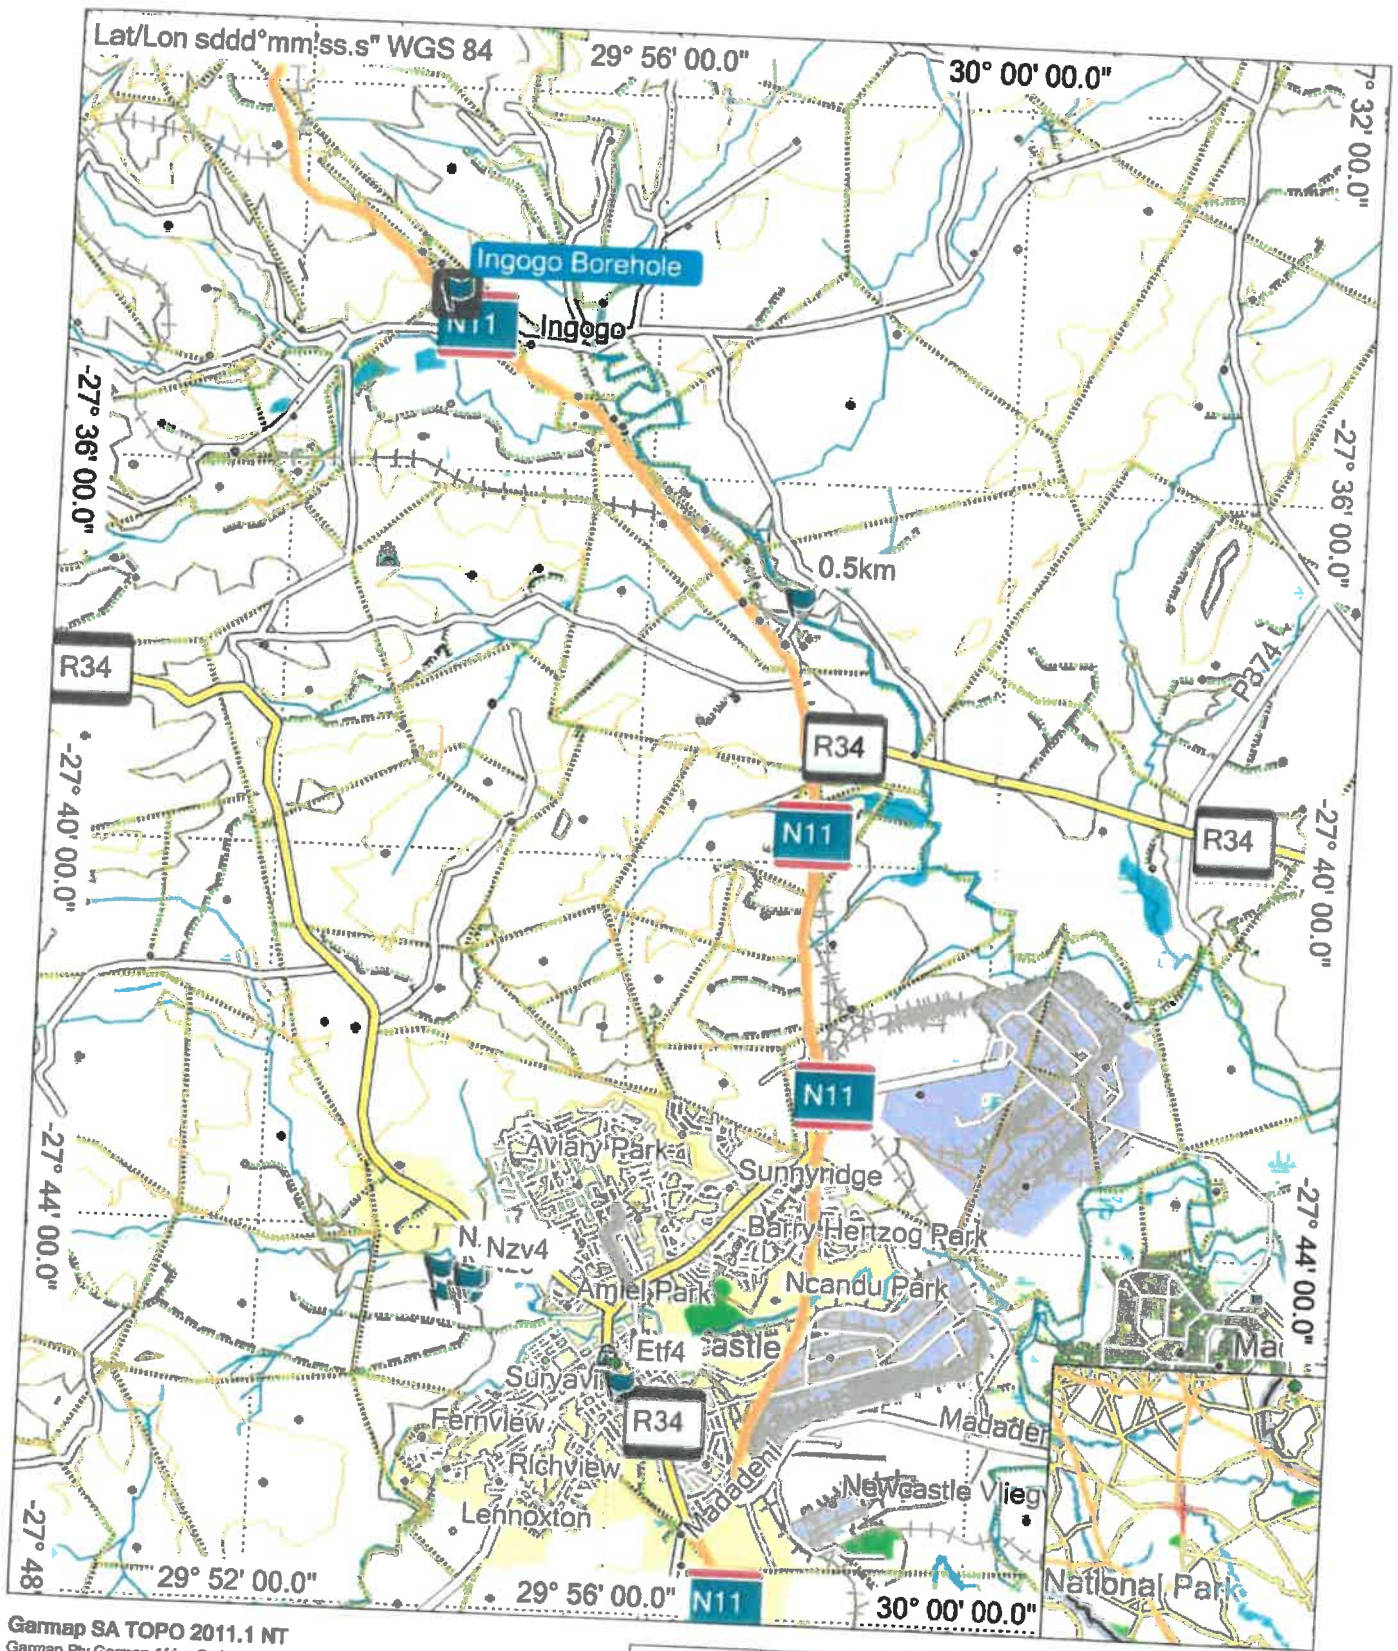 Lat/Lon sddd°mm'ss.s" WGS 84
29° 56' 00.0"
30° 00' 00.0"
7° 32' 00.0"
Ingogo Borehole
N11
Ingogo
-27° 36' 00.0"
-27° 36' 00.0"
0.5km
R34
P374
R34
N11
R34
-27° 40' 00.0"
-27° 40' 00.0"
N11
Aviary Park
Sunnyridge
-27° 44' 00.0"
-27° 44' 00.0"
Barry Hertzog Park
N.
Nzv4
Amiel Park
Ncandu Park
Etf4
astle
Suryavi
Fernview
R34
Madaden
Richview
Madadeni
Newcastle Vlieg
Lennoxton
National Park
-27° 48'
29° 52' 00.0"
29° 56' 00.0"
N11
30° 00' 00.0"
Garmap SA TOPO 2011.1 NT